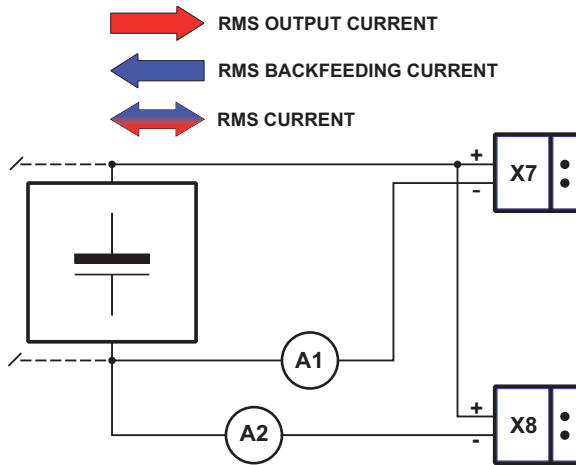 RMS OUTPUT CURRENT
RMS BACKFEEDING CURRENT
RMS CURRENT
+
X7
-
A1
+
X8
A2
-